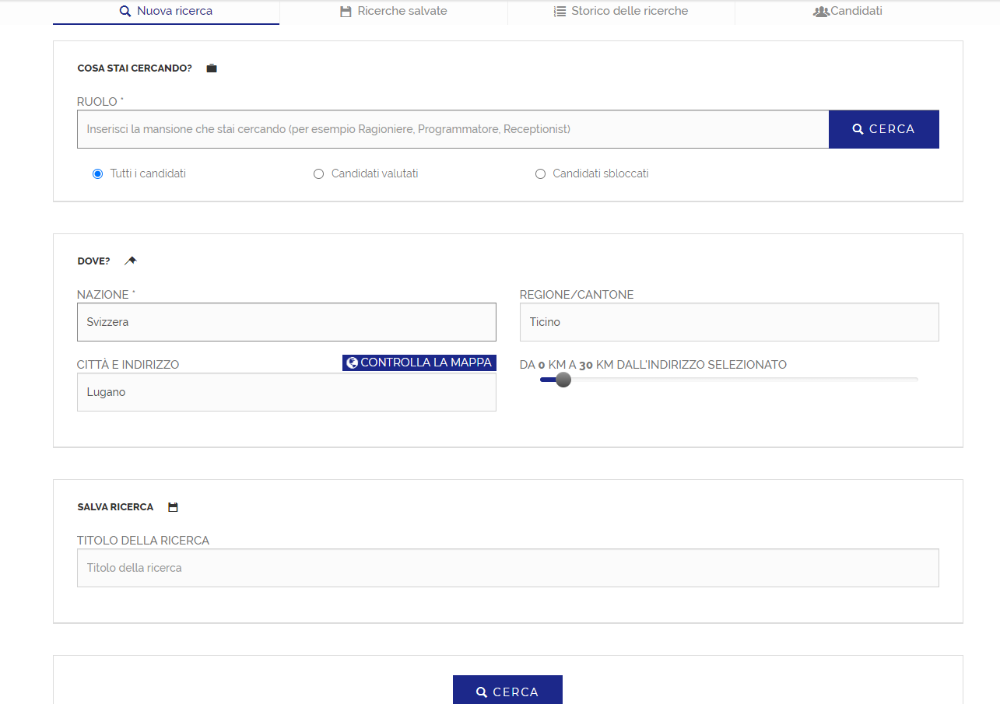 Nuova ricerca
Ricerche salvate
Storico delle ricerche
Candidati
COSA STAI CERCANDO?
RUOLO *
Inserisci la mansione che stai cercando (per esempio Ragioniere, Programmatore, Receptionist)
CERCA
Tutti i candidati
Candidati valutati
Candidati sbloccati
DOVE?
NAZIONE *
REGIONE/CANTONE
Svizzera
Ticino
CITTÀ E INDIRIZZO
CONTROLLA LA MAPPA
DA 0 KM A 30 KM DALL'INDIRIZZO SELEZIONATO
Lugano
SALVA RICERCA
TITOLO DELLA RICERCA
Titolo della ricerca
CERCA